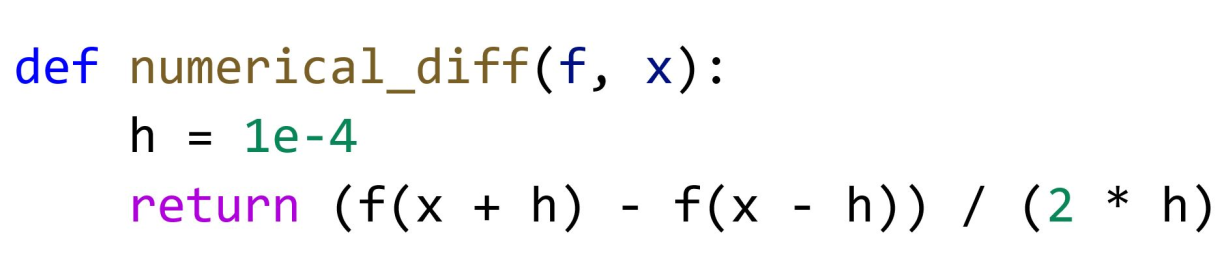 def numerical_diff(f, x):
    h = 1e-4
    return (f(x + h) - f(x - h)) / (2 * h)